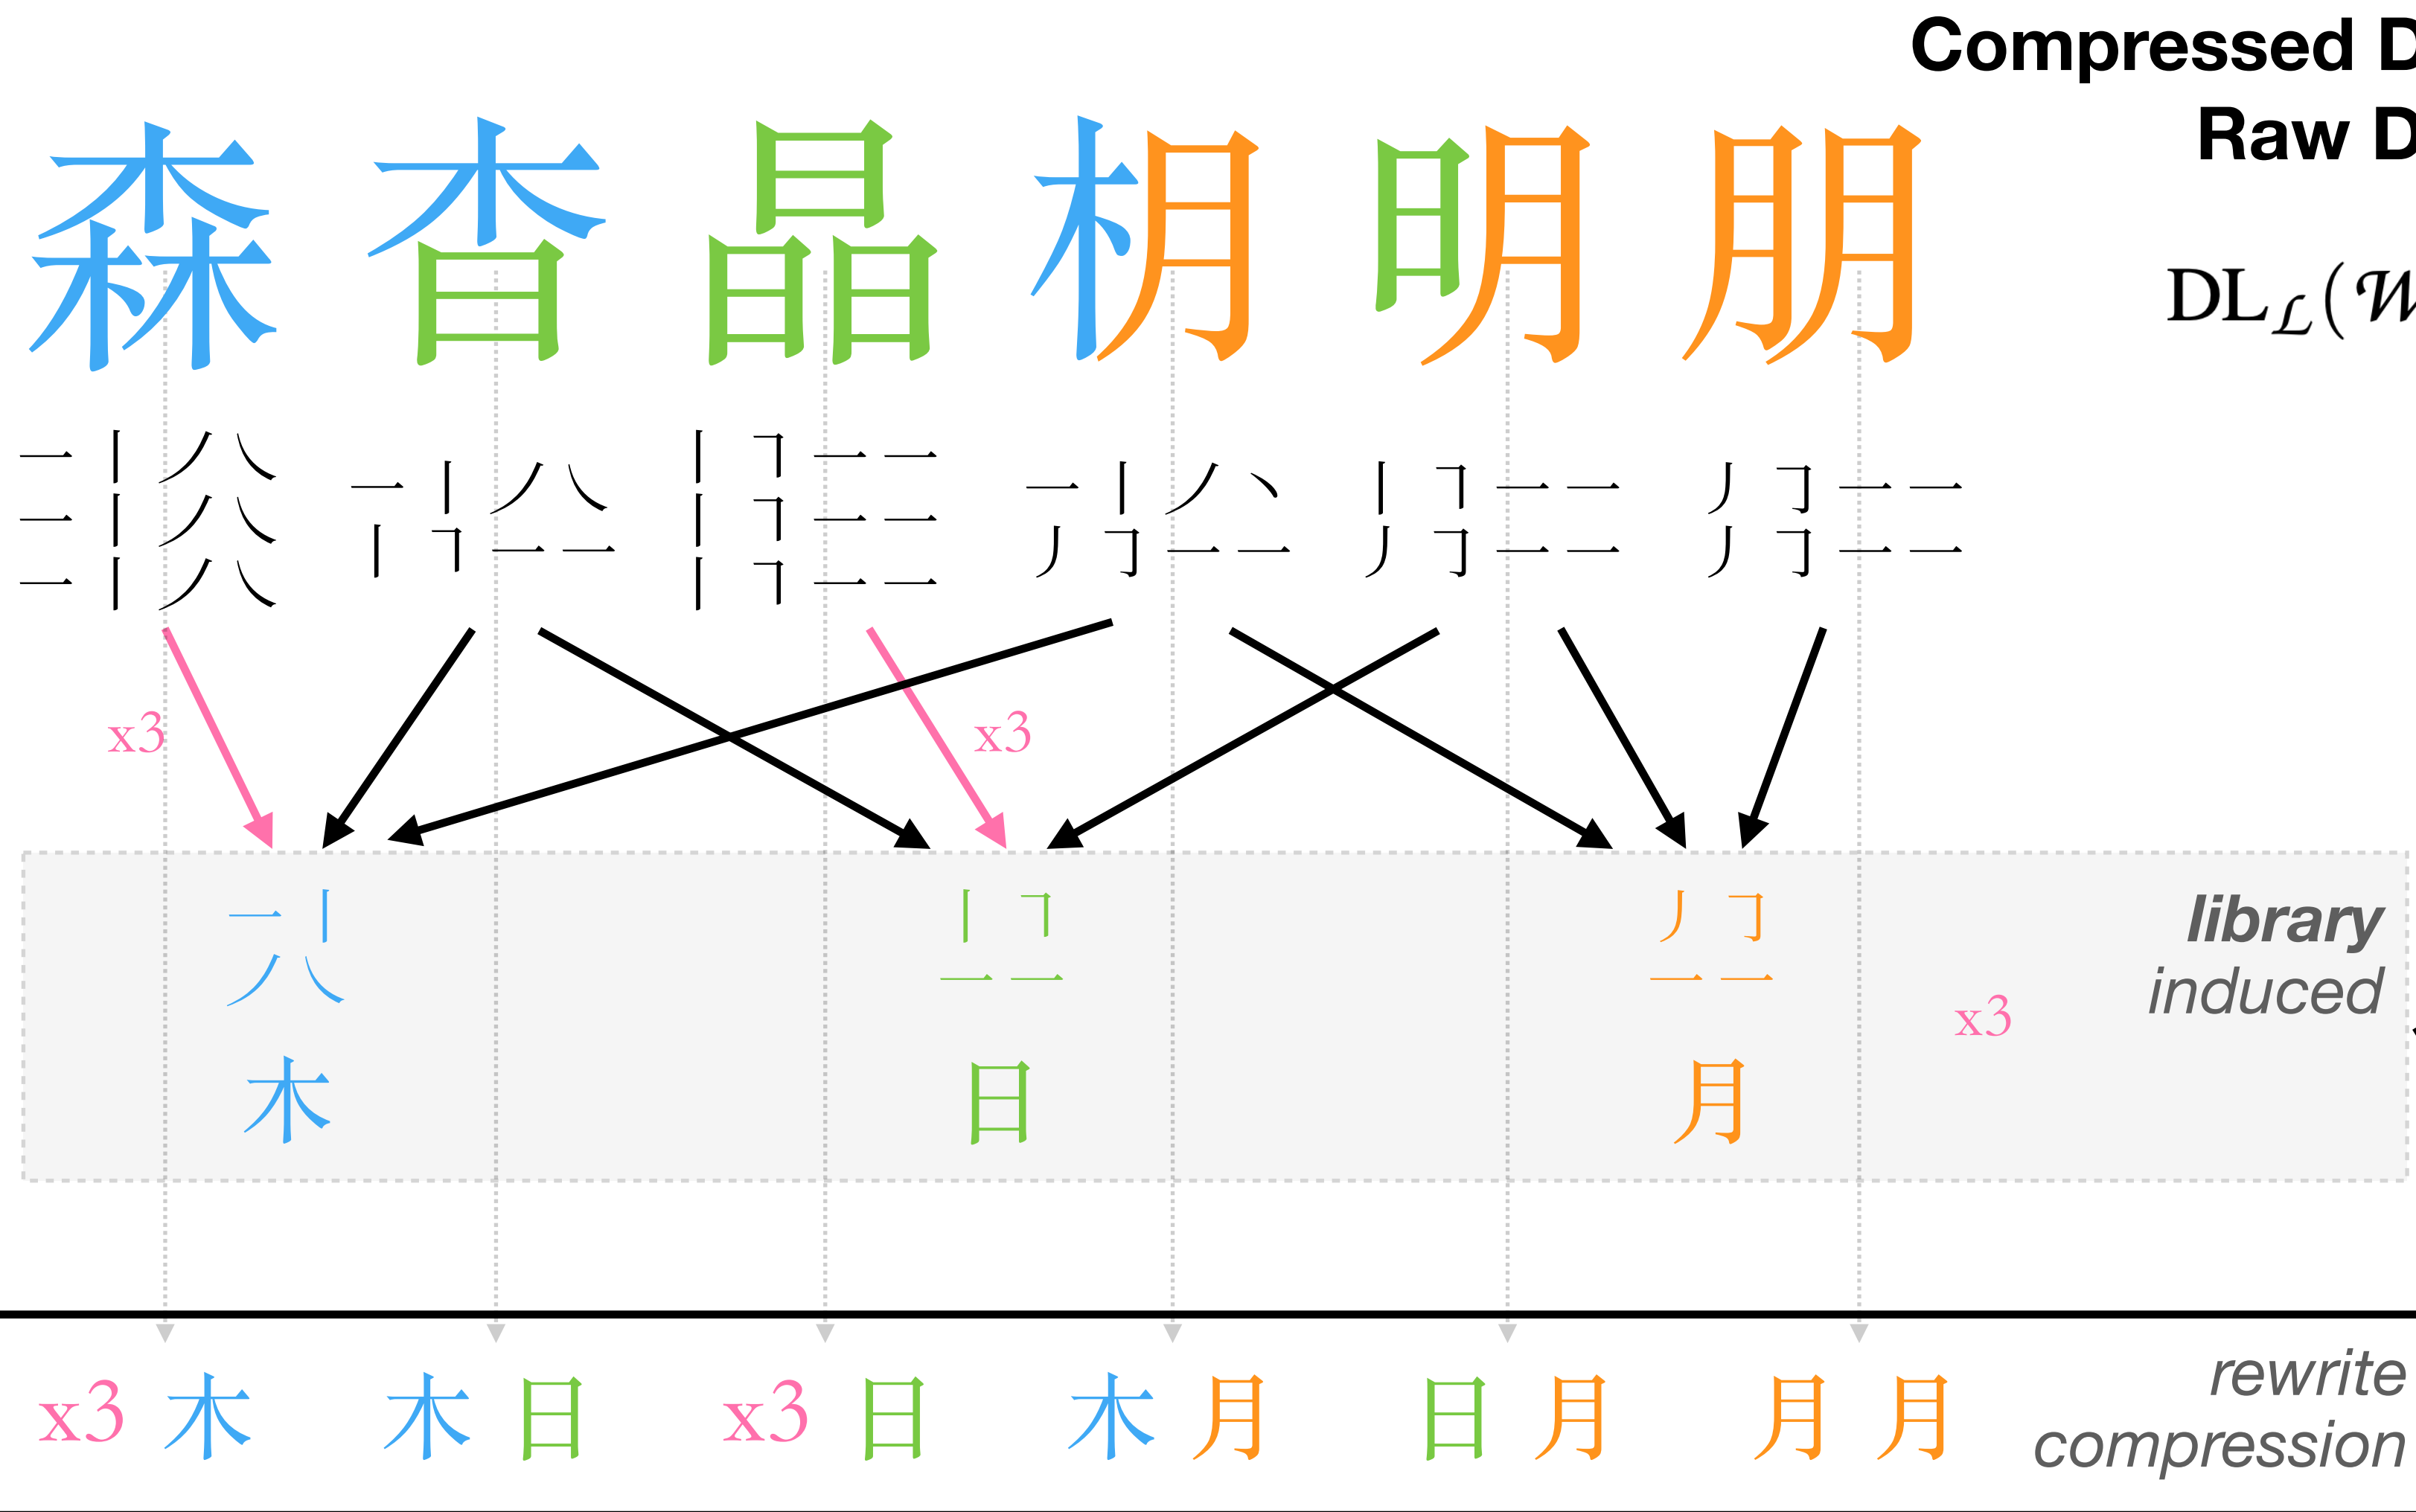 Compressed D
Raw D
森 杳 晶 枂 明 朋
DL𝓛(𝒲
x3 x3
library
induced
x3
木 日 月
x3 木 木 日 x3 日 木 月 日 月 月 月
rewrite
compression